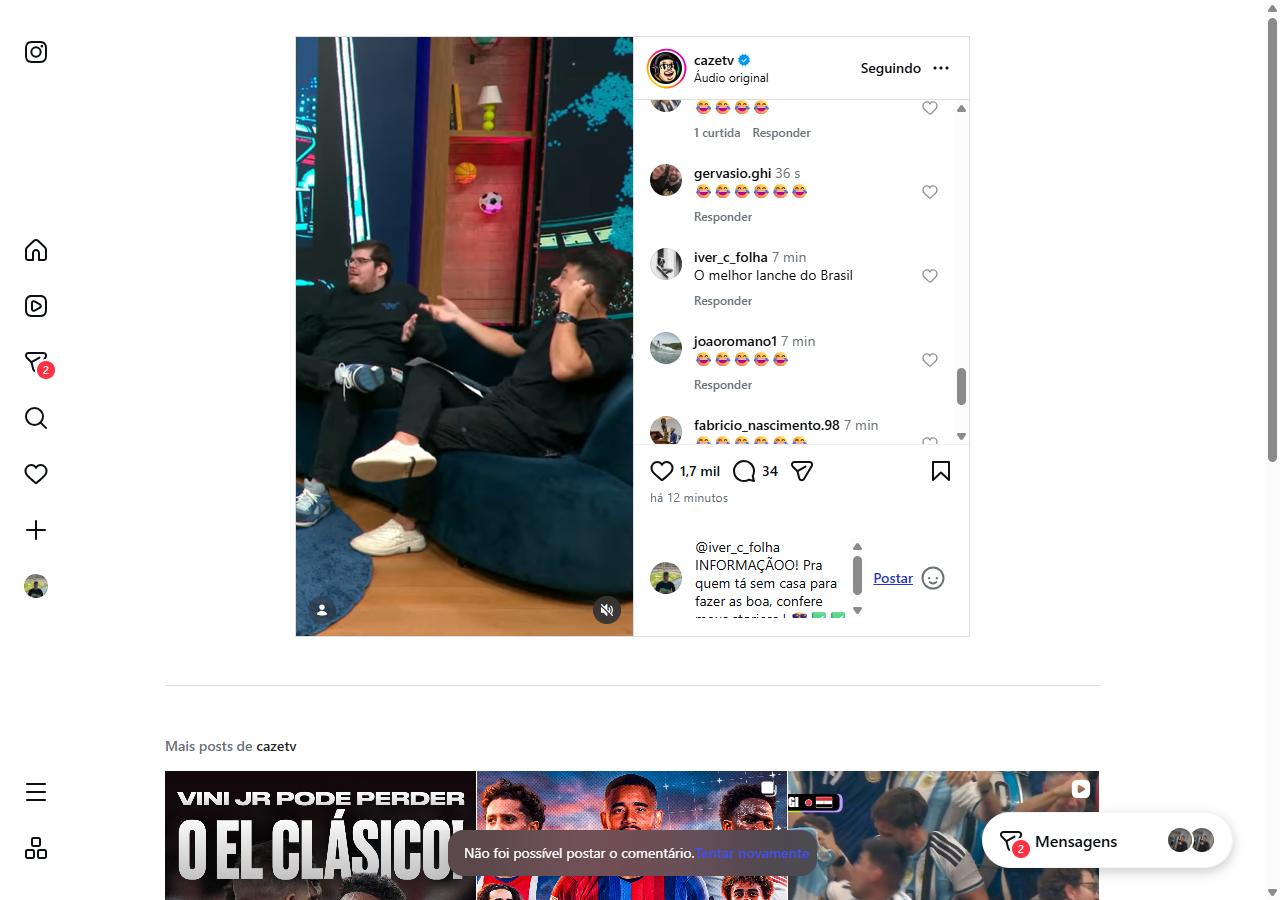 cazetv
Áudio original
Seguindo
😂😂😂😂
1 curtida Responder
gervasio.ghi 36 s
😂😂😂😂😂😂
Responder
iver_c_folha 7 min
O melhor lanche do Brasil
Responder
joaoromano1 7 min
😂😂😂😂😂
Responder
fabricio_nascimento.98 7 min
😂😂😂😂😂😂
1,7 mil
34
há 12 minutos
@iver_c_folha
INFORMAÇÃOO! Pra
quem tá sem casa para
fazer as boa, confere
Postar
2
Mais posts de cazetv
VINI JR PODE PERDER
O EL CLÁSICO!
Não foi possível postar o comentário.Tentar novamente
2
Mensagens